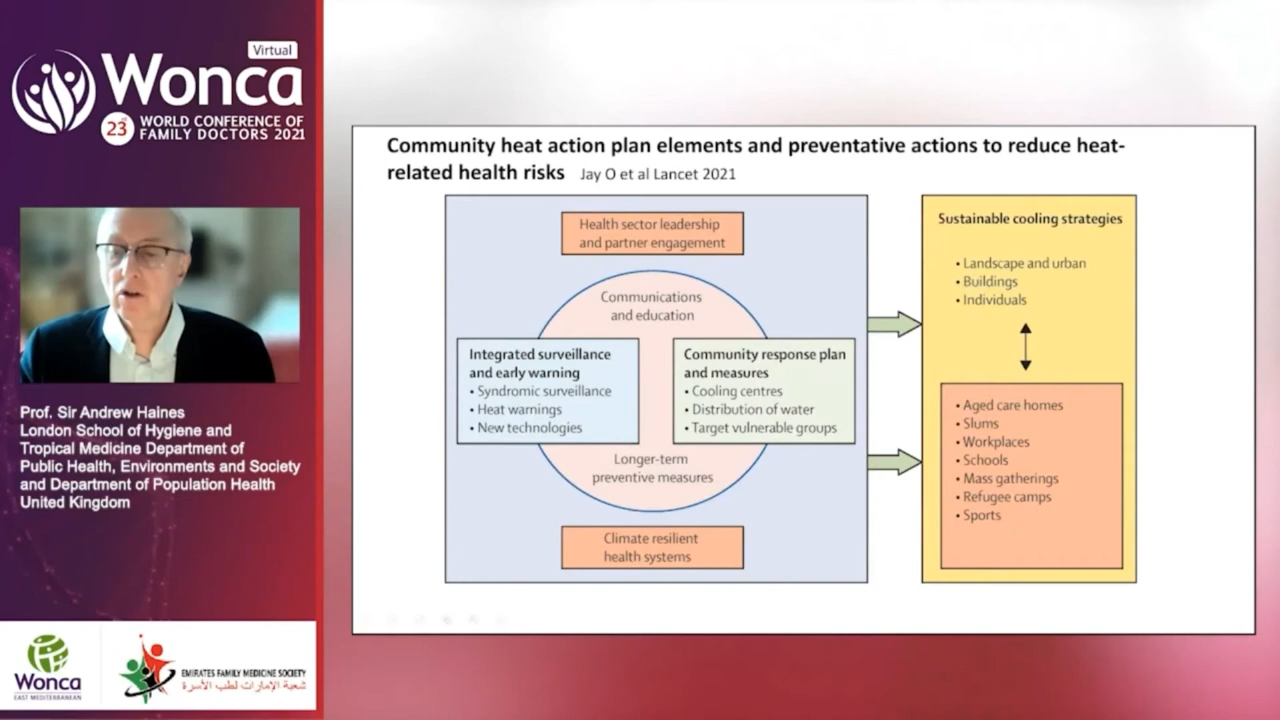 Virtual
Wonca
23
WORLD CONFERENCE OF
FAMILY DOCTORS 2021
Prof. Sir Andrew Haines
London School of Hygiene and
Tropical Medicine Department of
Public Health, Environments and Society
and Department of Population Health
United Kingdom
Wonca
EAST MEDITERRANEAN
EMIRATES FAMILY MEDICINE SOCIETY
شعبة الإمارات لطب الأسرة
Community heat action plan elements and preventative actions to reduce heat-
related health risks Jay O et al Lancet 2021
Health sector leadership
and partner engagement
Communications
and education
Integrated surveillance
and early warning
• Syndromic surveillance
• Heat warnings
• New technologies
Community response plan
and measures
• Cooling centres
• Distribution of water
• Target vulnerable groups
Longer-term
preventive measures
Climate resilient
health systems
Sustainable cooling strategies
• Landscape and urban
• Buildings
• Individuals
• Aged care homes
• Slums
• Workplaces
• Schools
• Mass gatherings
• Refugee camps
• Sports